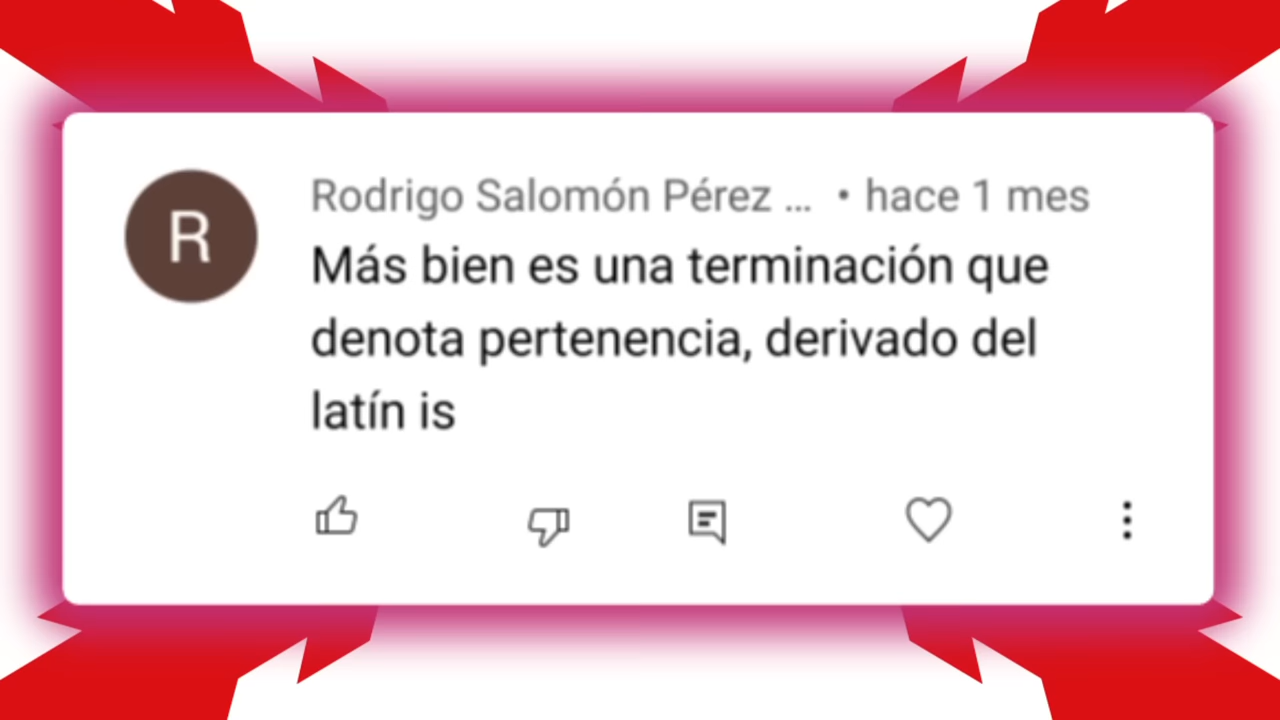 R
Rodrigo Salomón Pérez ... • hace 1 mes
Más bien es una terminación que
denota pertenencia, derivado del
latín is